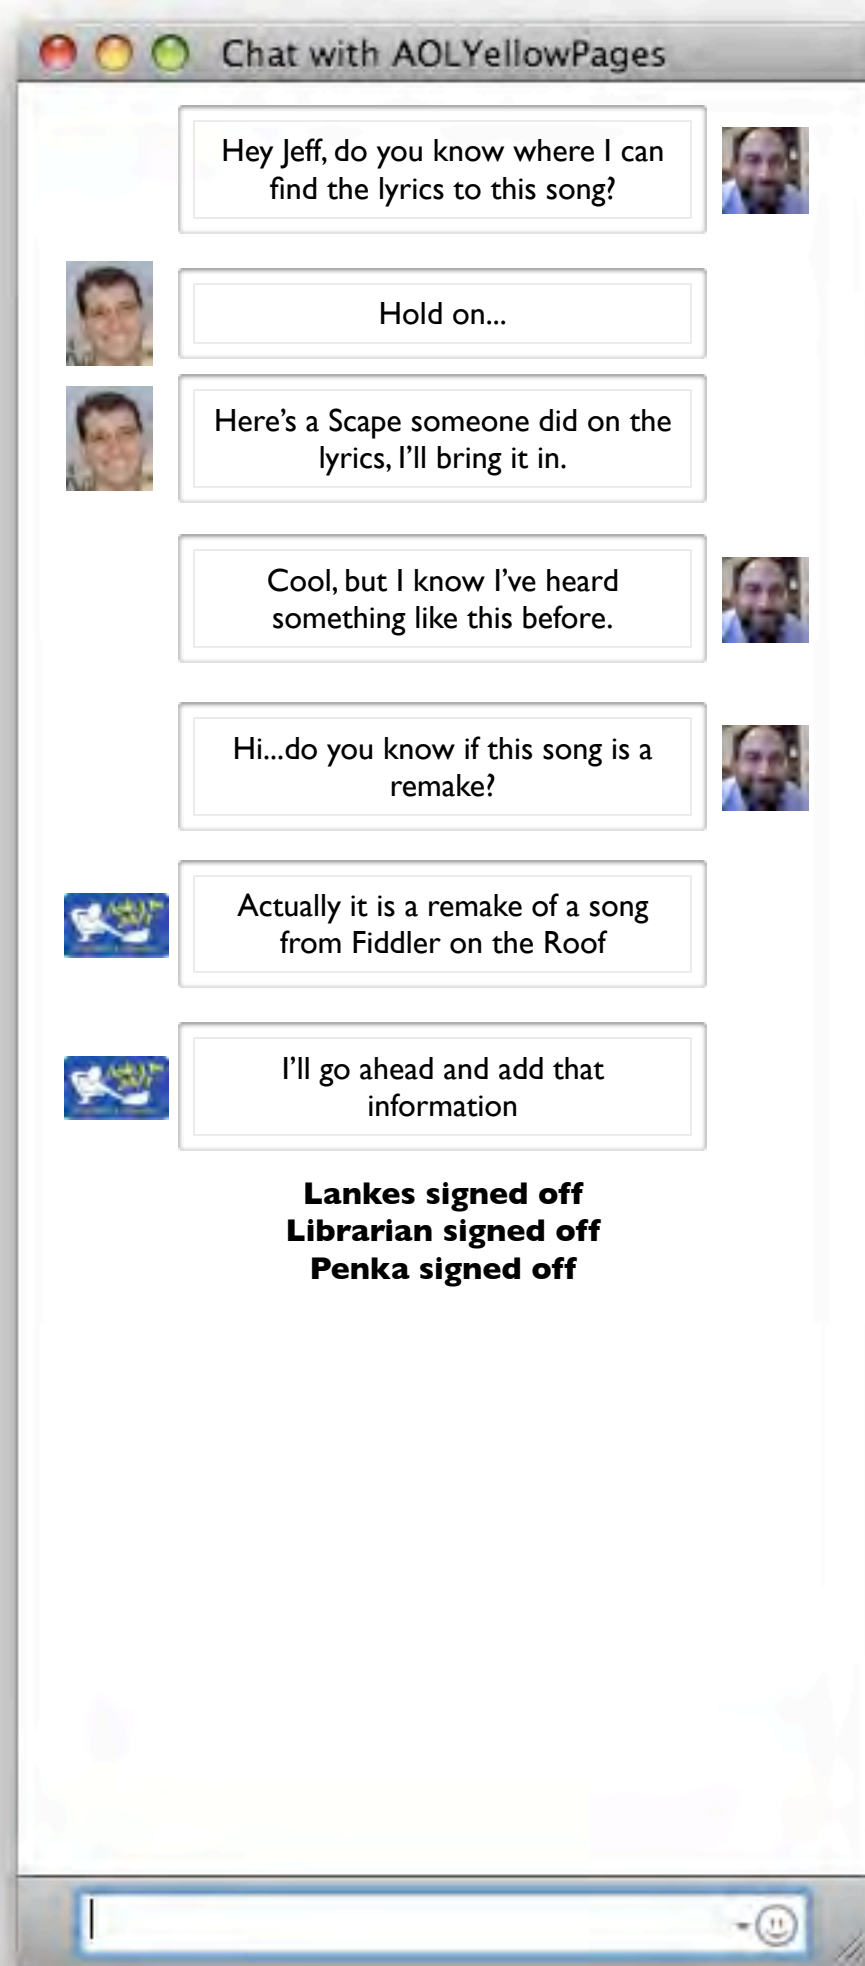 Chat with AOLYellowPages
Hey Jeff, do you know where I can
find the lyrics to this song?
Hold on...
Here's a Scape someone did on the
lyrics, I'll bring it in.
Cool, but I know I've heard
something like this before.
Hi...do you know if this song is a
remake?
Actually it is a remake of a song
from Fiddler on the Roof
I'll go ahead and add that
information
Lankes signed off
Librarian signed off
Penka signed off